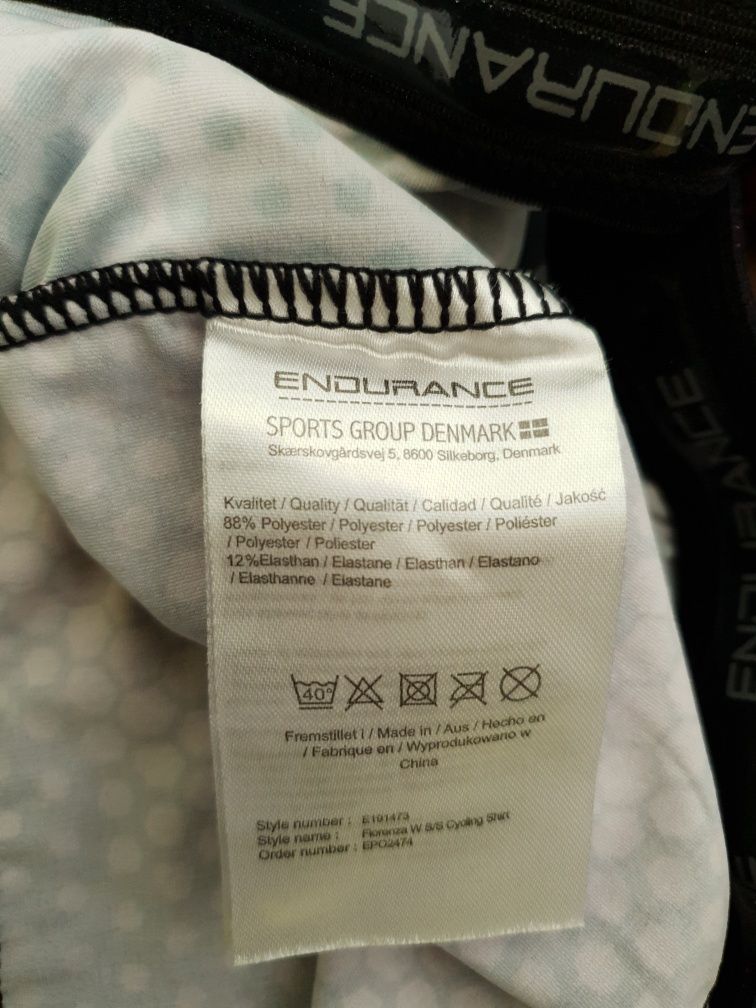 ENDURANCE
ENDURANCE
ENDURANCE
SPORTS GROUP DENMARK
Skærskovgårdsvej 5, 8600 Silkeborg, Denmark
Kvalitet / Quality / Qualität / Calidad / Qualité / Jakość
88% Polyester / Polyester / Polyester / Poliéster
/ Polyester / Poliester
12%Elasthan / Elastane / Elasthan / Elastano
/ Elasthanne / Elastane
40°
Fremstillet i / Made in / Aus / Hecho en
/ Fabrique en / Wyprodukowano w
China
Style number : E191473
Style name : Fiorenza W S/S Cycling Shirt
Order number : EPO2474